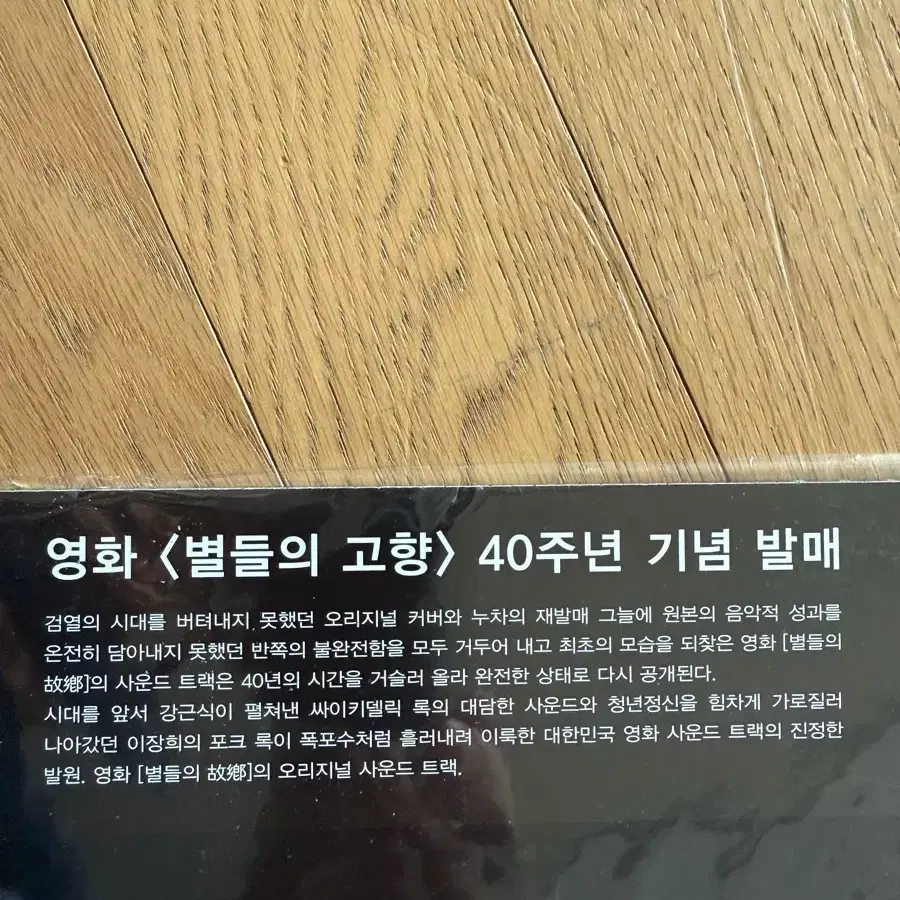 영화 〈별들의 고향〉 40주년 기념 발매
검열의 시대를 버텨내지 못했던 오리지널 커버와 누차의 재발매 그늘에 원본의 음악적 성과를
온전히 담아내지 못했던 반쪽의 불완전함을 모두 거두어 내고 최초의 모습을 되찾은 영화 [별들의
故鄕]의 사운드 트랙은 40년의 시간을 거슬러 올라 완전한 상태로 다시 공개된다.
시대를 앞서 강근식이 펼쳐낸 싸이키델릭 록의 대담한 사운드와 청년정신을 힘차게 가로질러
나아갔던 이장희의 포크 록이 폭포수처럼 흘러내려 이룩한 대한민국 영화 사운드 트랙의 진정한
발원. 영화 [별들의 故鄕]의 오리지널 사운드 트랙.